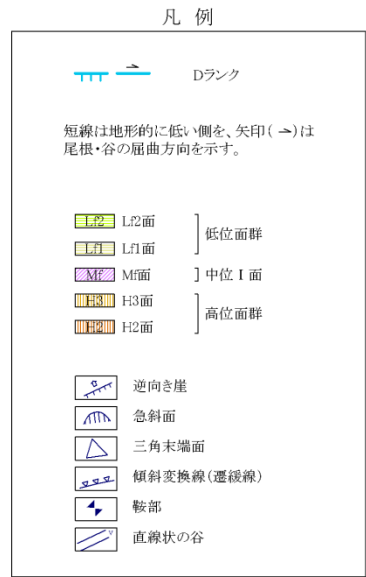 凡 例
Dランク
短線は地形的に低い側を、矢印(⇀)は
尾根・谷の屈曲方向を示す。
Lf2 Lf2面
低位面群
Lf1 Lf1面
Mf Mf面 中位Ⅰ面
H3 H3面
高位面群
H2 H2面
逆向き崖
急斜面
三角末端面
傾斜変換線(遷緩線)
鞍部
直線状の谷